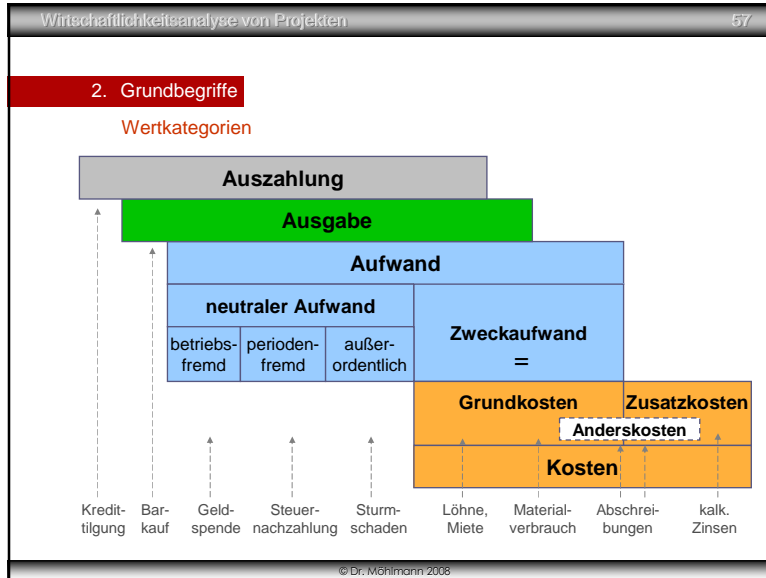 Wirtschaftlichkeitsanalyse von Projekten 57
2. Grundbegriffe
Wertkategorien
Auszahlung
Ausgabe
Aufwand
neutraler Aufwand
betriebs-
fremd
perioden-
fremd
außer-
ordentlich
Zweckaufwand
=
Grundkosten
Zusatzkosten
Anderskosten
Kosten
Kredit-
tilgung
Bar-
kauf
Geld-
spende
Steuer-
nachzahlung
Sturm-
schaden
Löhne,
Miete
Material-
verbrauch
Abschrei-
bungen
kalk.
Zinsen
© Dr. Möhlmann 2008